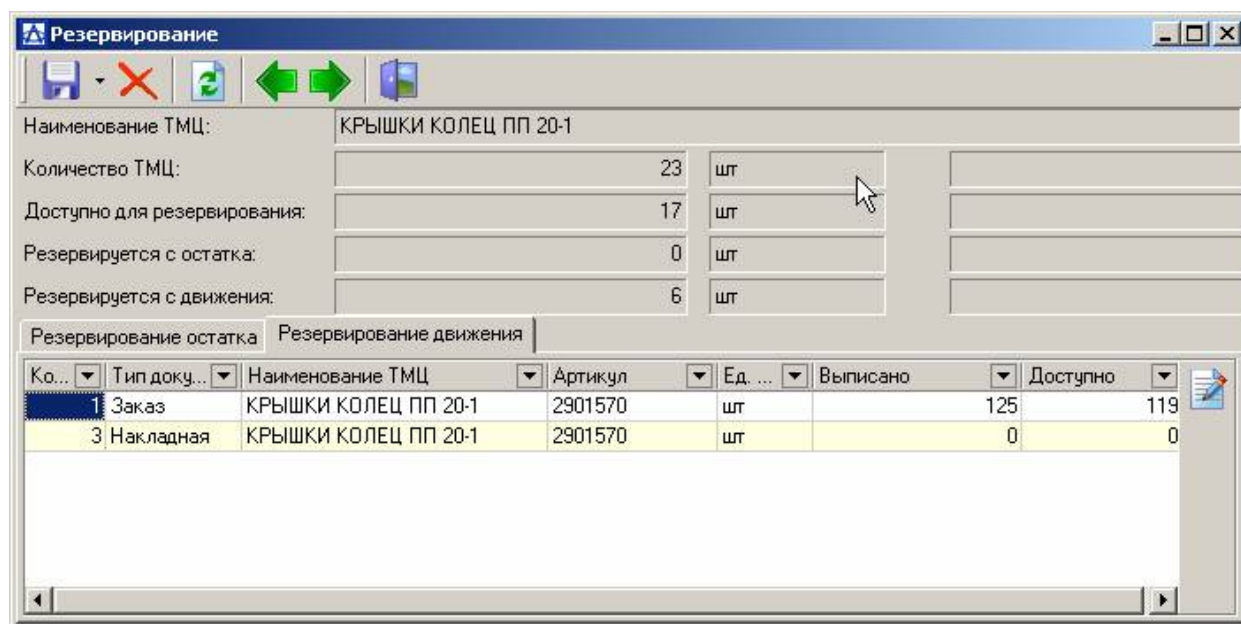 Резервирование
Наименование ТМЦ: КРЫШКИ КОЛЕЦ ПП 20-1
Количество ТМЦ: 23 шт
Доступно для резервирования: 17 шт
Резервируется с остатка: 0 шт
Резервируется с движения: 6 шт
Резервирование остатка Резервирование движения
Ко... Тип доку... Наименование ТМЦ Артикул Ед. ... Выписано Доступно
1 Заказ КРЫШКИ КОЛЕЦ ПП 20-1 2901570 шт 125 119
3 Накладная КРЫШКИ КОЛЕЦ ПП 20-1 2901570 шт 0 0